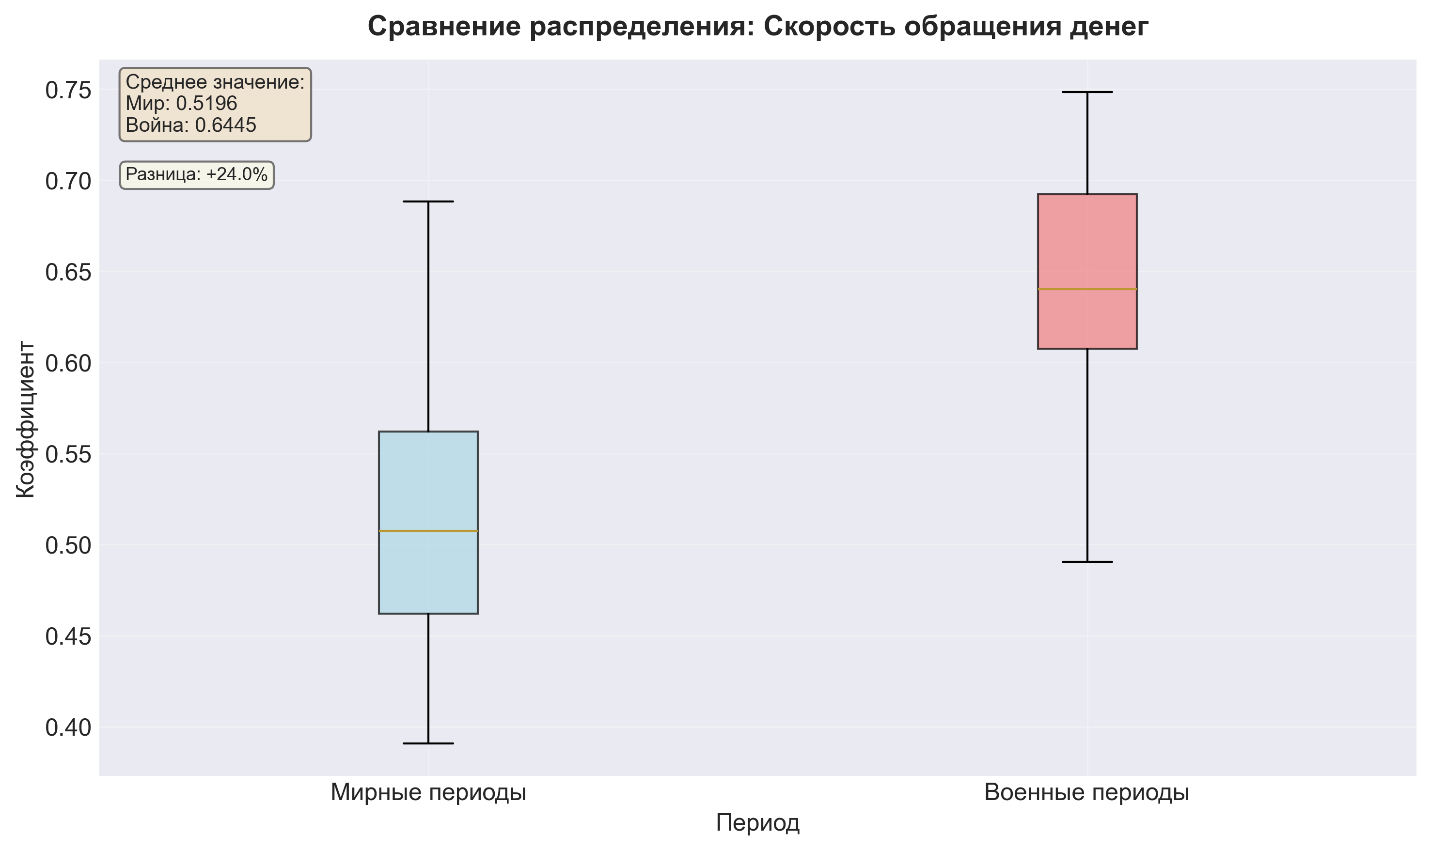 Сравнение распределения: Скорость обращения денег
Среднее значение:
Мир: 0.5196
Война: 0.6445
Разница: +24.0%
Коэффициент
0.75
0.70
0.65
0.60
0.55
0.50
0.45
0.40
Мирные периоды
Военные периоды
Период